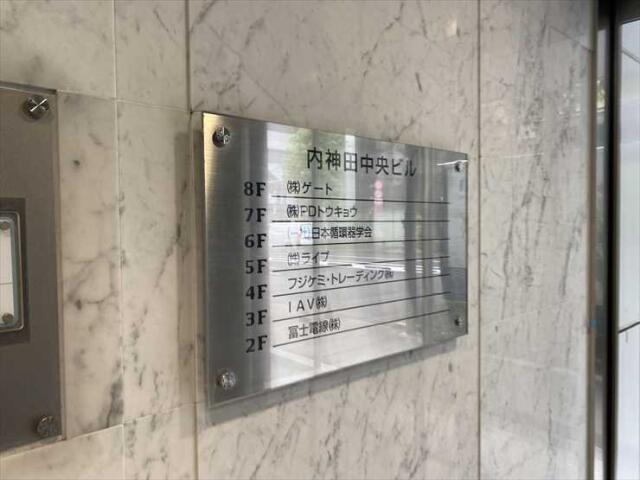 内神田中央ビル
8F ㈱ゲート
7F ㈱PDトウキョウ
6F (一社)日本循環器学会
5F ㈱ライブ
4F フジケミ・トレーディング㈱
3F IAV㈱
2F 冨士電線㈱